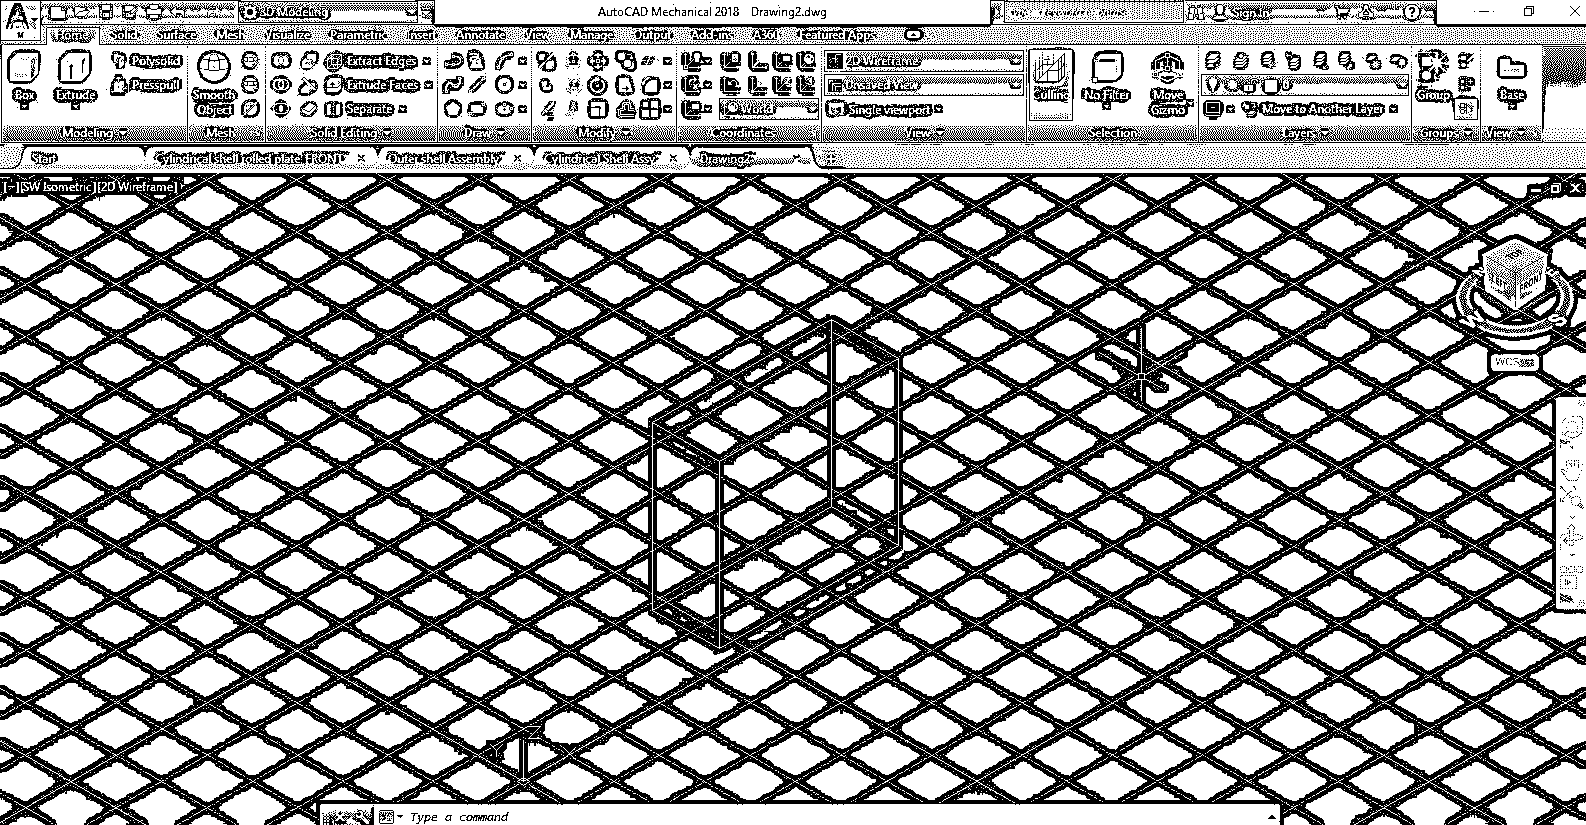 3D Modeling
AutoCAD Mechanical 2018 Drawing2.dwg
Sign In
Home Solid Surface Mesh Visualize Parametric Insert Annotate View Manage Output Add-ins A360 Featured Apps
Polysolid Extract Edges 2D Wireframe
Presspull Extrude Faces Unsaved View
Box Extrude Smooth Object Separate World Single viewport Culling No Filter Move Gizmo Move to Another Layer Group Base
Modeling Mesh Solid Editing Draw Modify Coordinates View Selection Layers Groups View
Start Cylindrical shell rolled plate FRONT Outer shell Assembly Cylindrical Shell Assy Drawing2
[–][SW Isometric][2D Wireframe]
FRONT
WCS
Type a command